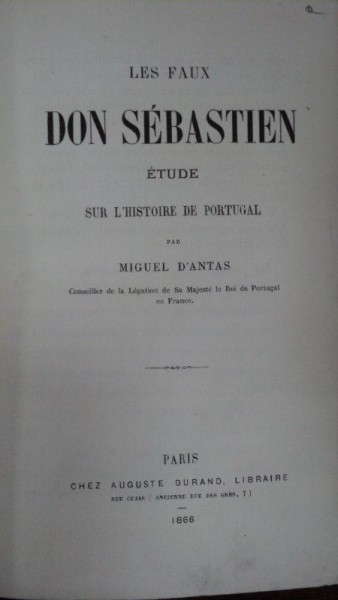 LES FAUX
DON SÉBASTIEN
ÉTUDE
SUR L'HISTOIRE DE PORTUGAL
PAR
MIGUEL D'ANTAS
Conseiller de la Légation de Sa Majesté le Roi de Portugal
en France.
PARIS
CHEZ AUGUSTE DURAND, LIBRAIRE
RUE CUJAS ( ANCIENNE RUE DES GRÈS, 7 )
1866